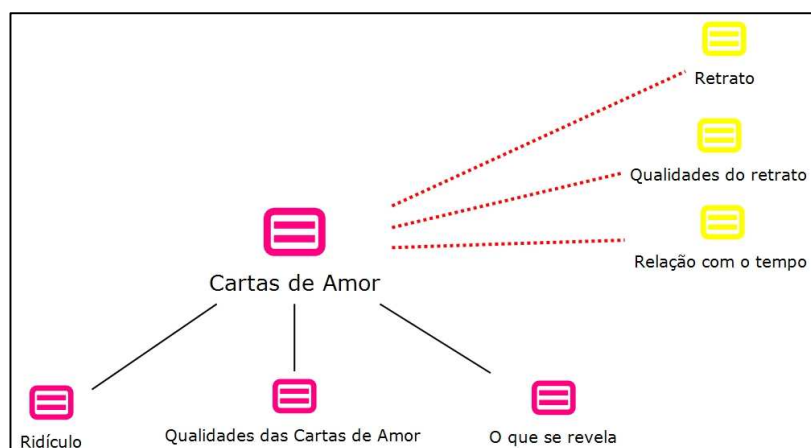 Retrato
Qualidades do retrato
Relação com o tempo
Cartas de Amor
Ridículo
Qualidades das Cartas de Amor
O que se revela